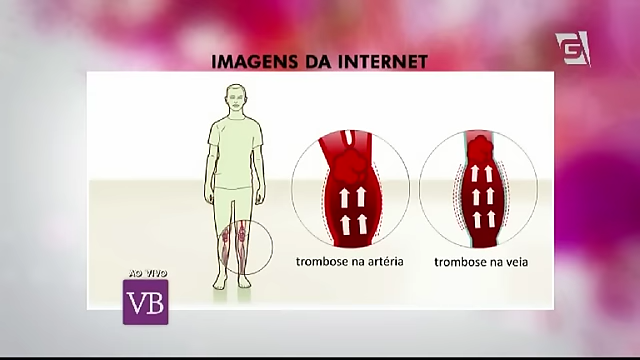 IMAGENS DA INTERNET
G
trombose na artéria
trombose na veia
AO VIVO
VB